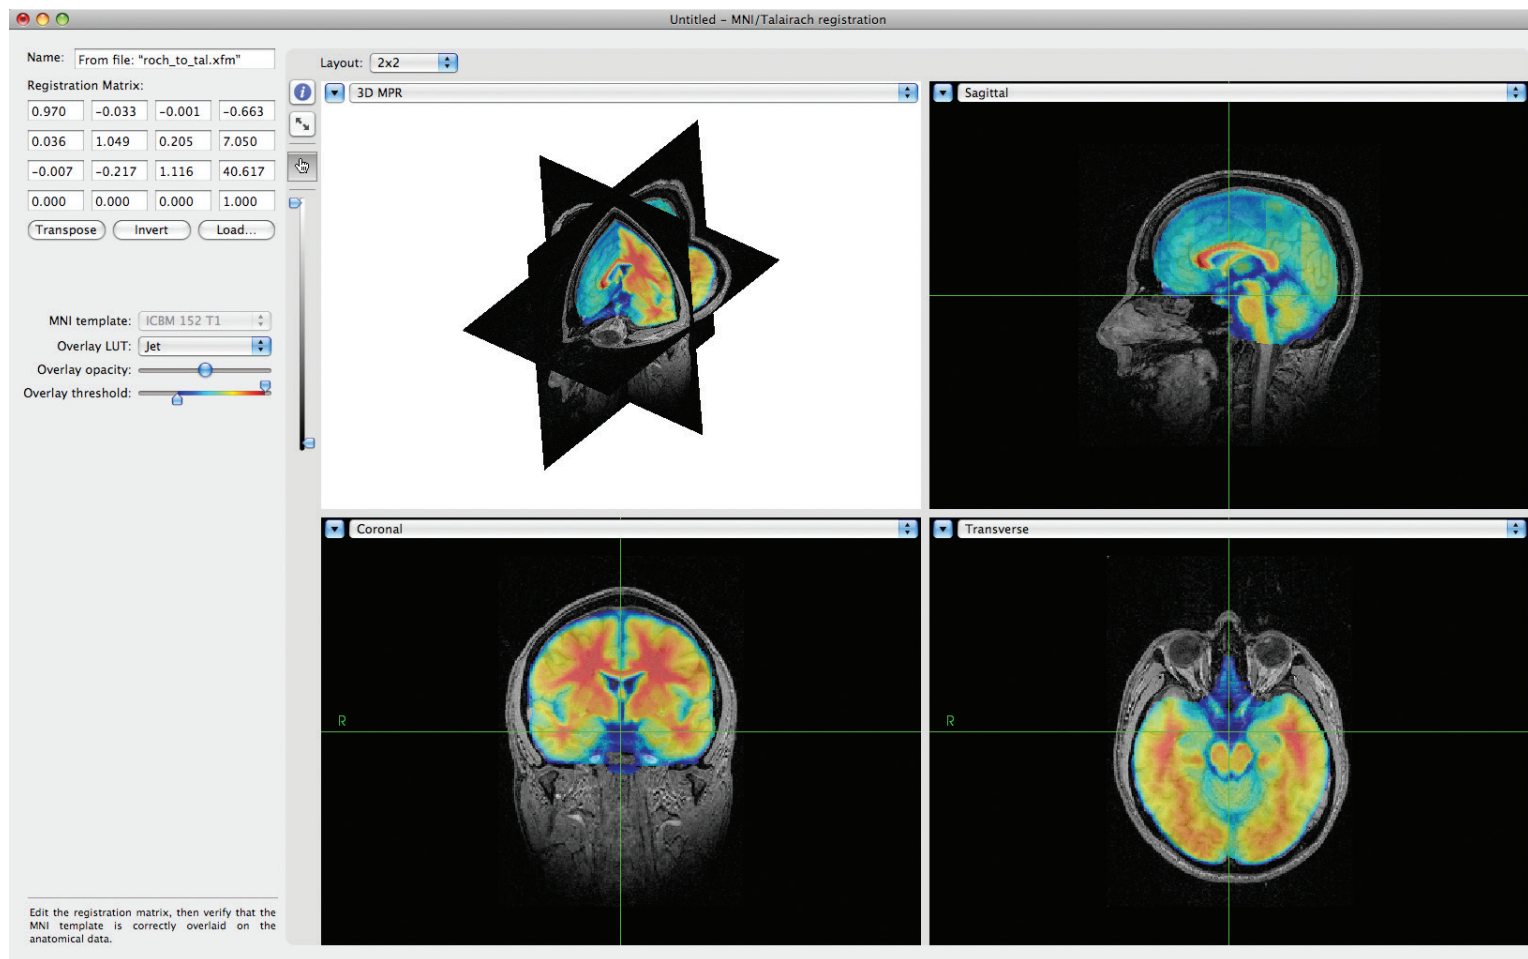 Untitled – MNI/Talairach registration
Name: From file: "roch_to_tal.xfm"
Registration Matrix:
0.970 -0.033 -0.001 -0.663
0.036 1.049 0.205 7.050
-0.007 -0.217 1.116 40.617
0.000 0.000 0.000 1.000
Transpose Invert Load...
MNI template: ICBM 152 T1
Overlay LUT: Jet
Overlay opacity:
Overlay threshold:
Edit the registration matrix, then verify that the
MNI template is correctly overlaid on the
anatomical data.
Layout: 2x2
i
3D MPR
Sagittal
Coronal
R
Transverse
R